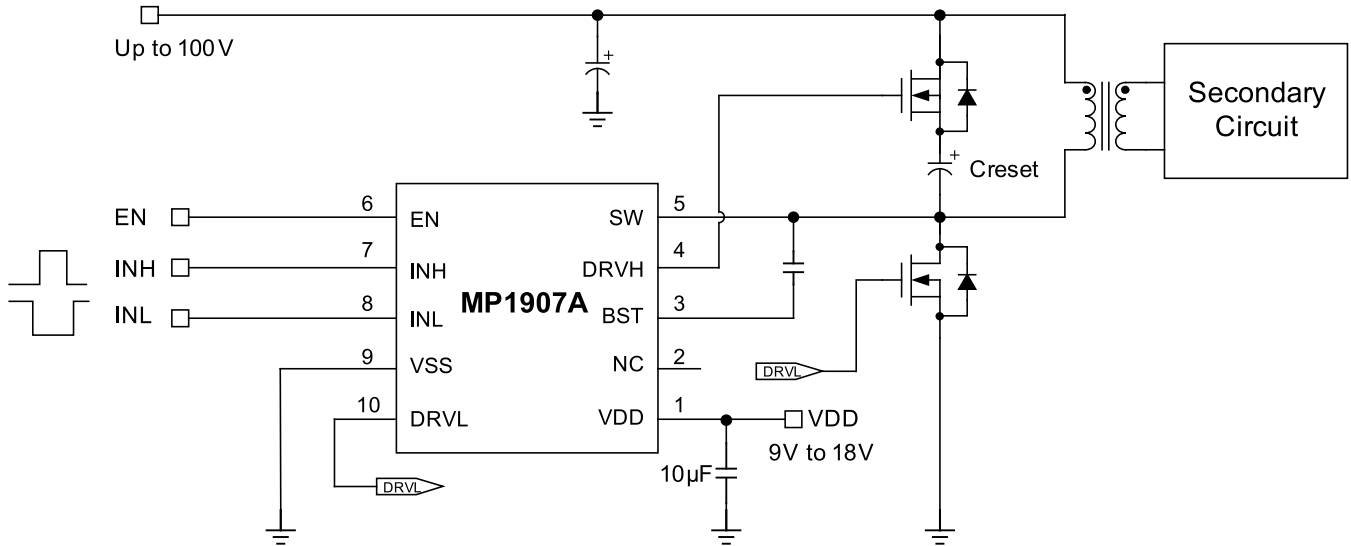 Up to 100V
Secondary
Circuit
Creset
EN
6
EN
SW
5
INH
7
INH
DRVH
4
INL
8
INL
MP1907A
BST
3
9
VSS
NC
2
DRVL
10
DRVL
VDD
1
VDD
9V to 18V
10µF
DRVL